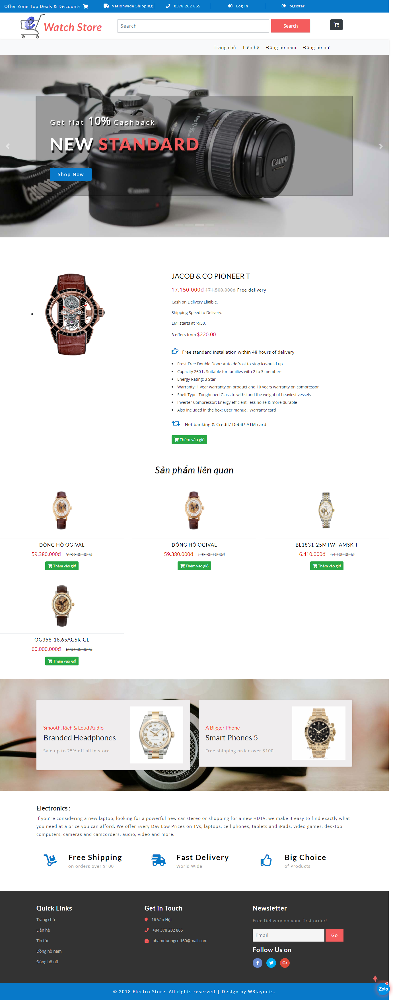 Offer Zone Top Deals & Discounts
Nationwide Shipping
0378 202 865
Log In
Register
Watch Store
Search
Search
Trang chủ
Liên hệ
Đồng hồ nam
Đồng hồ nữ
Get flat 10% Cashback
NEW STANDARD
Shop Now
Canon
Canon
JACOB & CO PIONEER T
17.150.000đ 171.500.000đ Free delivery
Cash on Delivery Eligible.
Shipping Speed to Delivery.
EMI starts at $958.
3 offers from $220.00
Free standard installation within 48 hours of delivery
Frost Free Double Door: Auto defrost to stop ice-build up
Capacity 260 L: Suitable for families with 2 to 3 members
Energy Rating: 3 Star
Warranty: 1 year warranty on product and 10 years warranty on compressor
Shelf Type: Toughened Glass to withstand the weight of heaviest vessels
Inverter Compressor: Energy efficient, less noise & more durable
Also included in the box: User manual, Warranty card
Net banking & Credit/ Debit/ ATM card
Thêm vào giỏ
Sản phẩm liên quan
ĐỒNG HỒ OGIVAL
59.380.000đ 593.800.000đ
Thêm vào giỏ
ĐỒNG HỒ OGIVAL
59.380.000đ 593.800.000đ
Thêm vào giỏ
BL1831-25MTWI-AMSK-T
6.410.000đ 64.100.000đ
Thêm vào giỏ
OG358-18.65AGSR-GL
60.000.000đ 600.000.000đ
Thêm vào giỏ
Smooth, Rich & Loud Audio
Branded Headphones
Sale up to 25% off all in store
A Bigger Phone
Smart Phones 5
Free shipping order over $100
Electronics :
If you're considering a new laptop, looking for a powerful new car stereo or shopping for a new HDTV, we make it easy to find exactly what
you need at a price you can afford. We offer Every Day Low Prices on TVs, laptops, cell phones, tablets and iPads, video games, desktop
computers, cameras and camcorders, audio, video and more.
Free Shipping
on orders over $100
Fast Delivery
World Wide
Big Choice
of Products
Quick Links
Trang chủ
Liên hệ
Tin tức
Đồng hồ nam
Đồng hồ nữ
Get in Touch
16 Văn Hội
+84 378 202 865
phamduongcntt60@mail.com
Newsletter
Free Delivery on your first order!
Email
Go
Follow Us on
Zalo
© 2018 Electro Store. All rights reserved | Design by W3layouts.